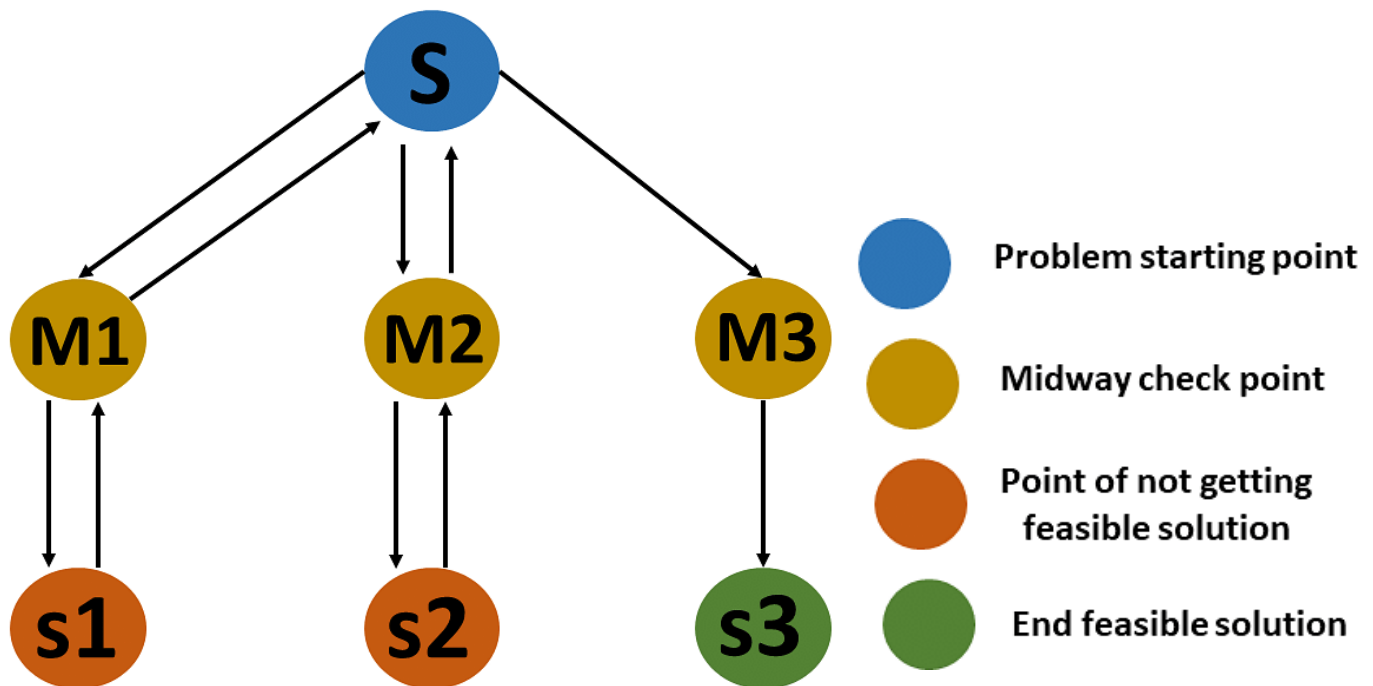 S
M1
M2
M3
s1
s2
s3
Problem starting point
Midway check point
Point of not getting
feasible solution
End feasible solution